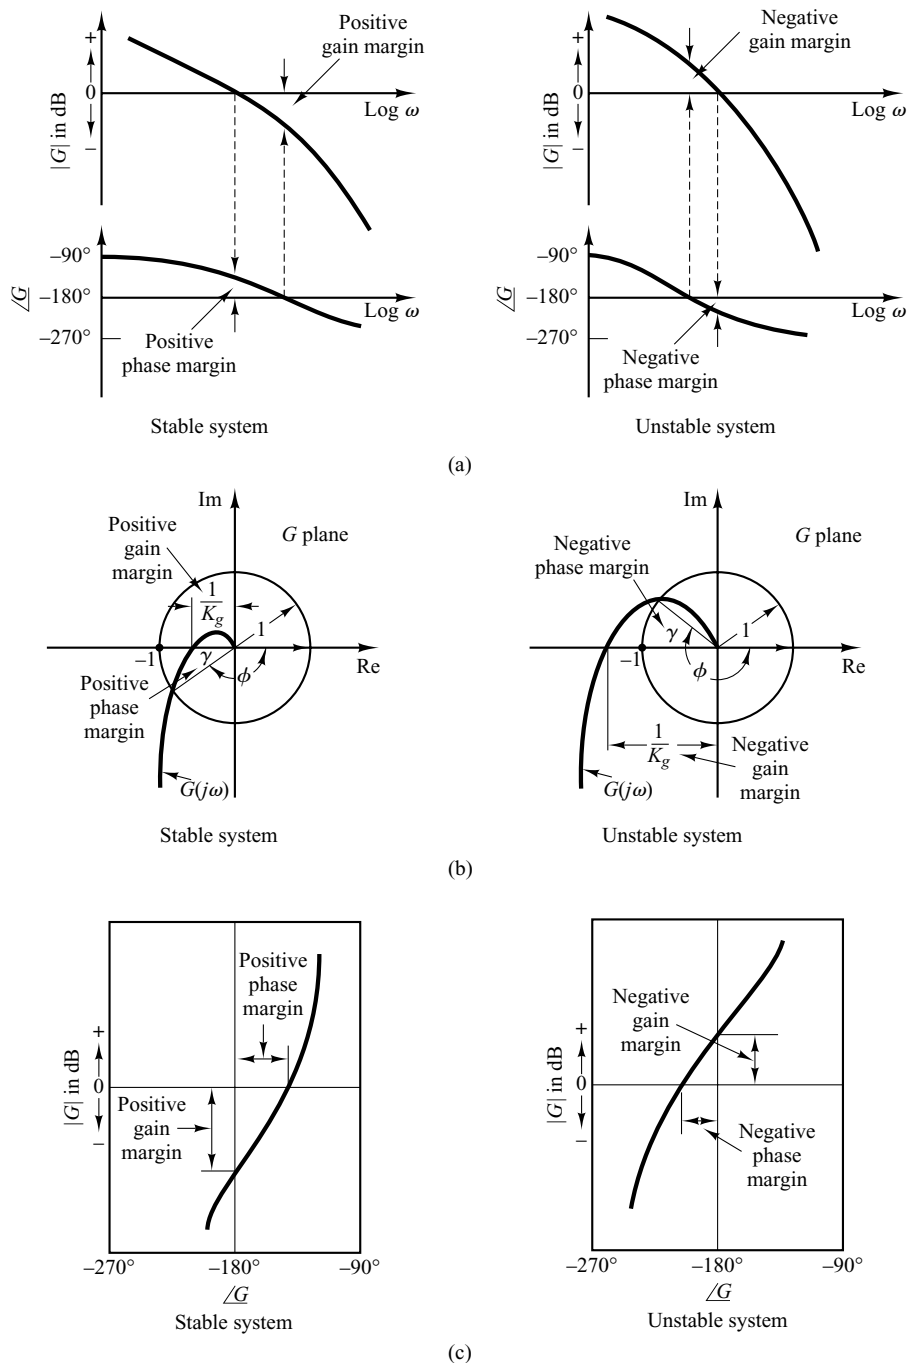 Positive
gain margin
+
0
–
|G| in dB
Log ω
–90°
–180°
–270°
/G
Log ω
Positive
phase margin
Stable system
Negative
gain margin
+
0
–
|G| in dB
Log ω
–90°
–180°
–270°
/G
Log ω
Negative
phase margin
Unstable system
(a)
Im
Positive
gain
margin
G plane
1
K_g
1
–1
γ
ϕ
Re
Positive
phase
margin
G(jω)
Stable system
Im
Negative
phase margin
G plane
γ
1
–1
ϕ
Re
1
K_g
Negative
gain
margin
G(jω)
Unstable system
(b)
Positive
phase
margin
+
0
–
|G| in dB
Positive
gain
margin
–270°
–180°
–90°
/G
Stable system
Negative
gain
margin
+
0
–
|G| in dB
Negative
phase
margin
–270°
–180°
–90°
/G
Unstable system
(c)